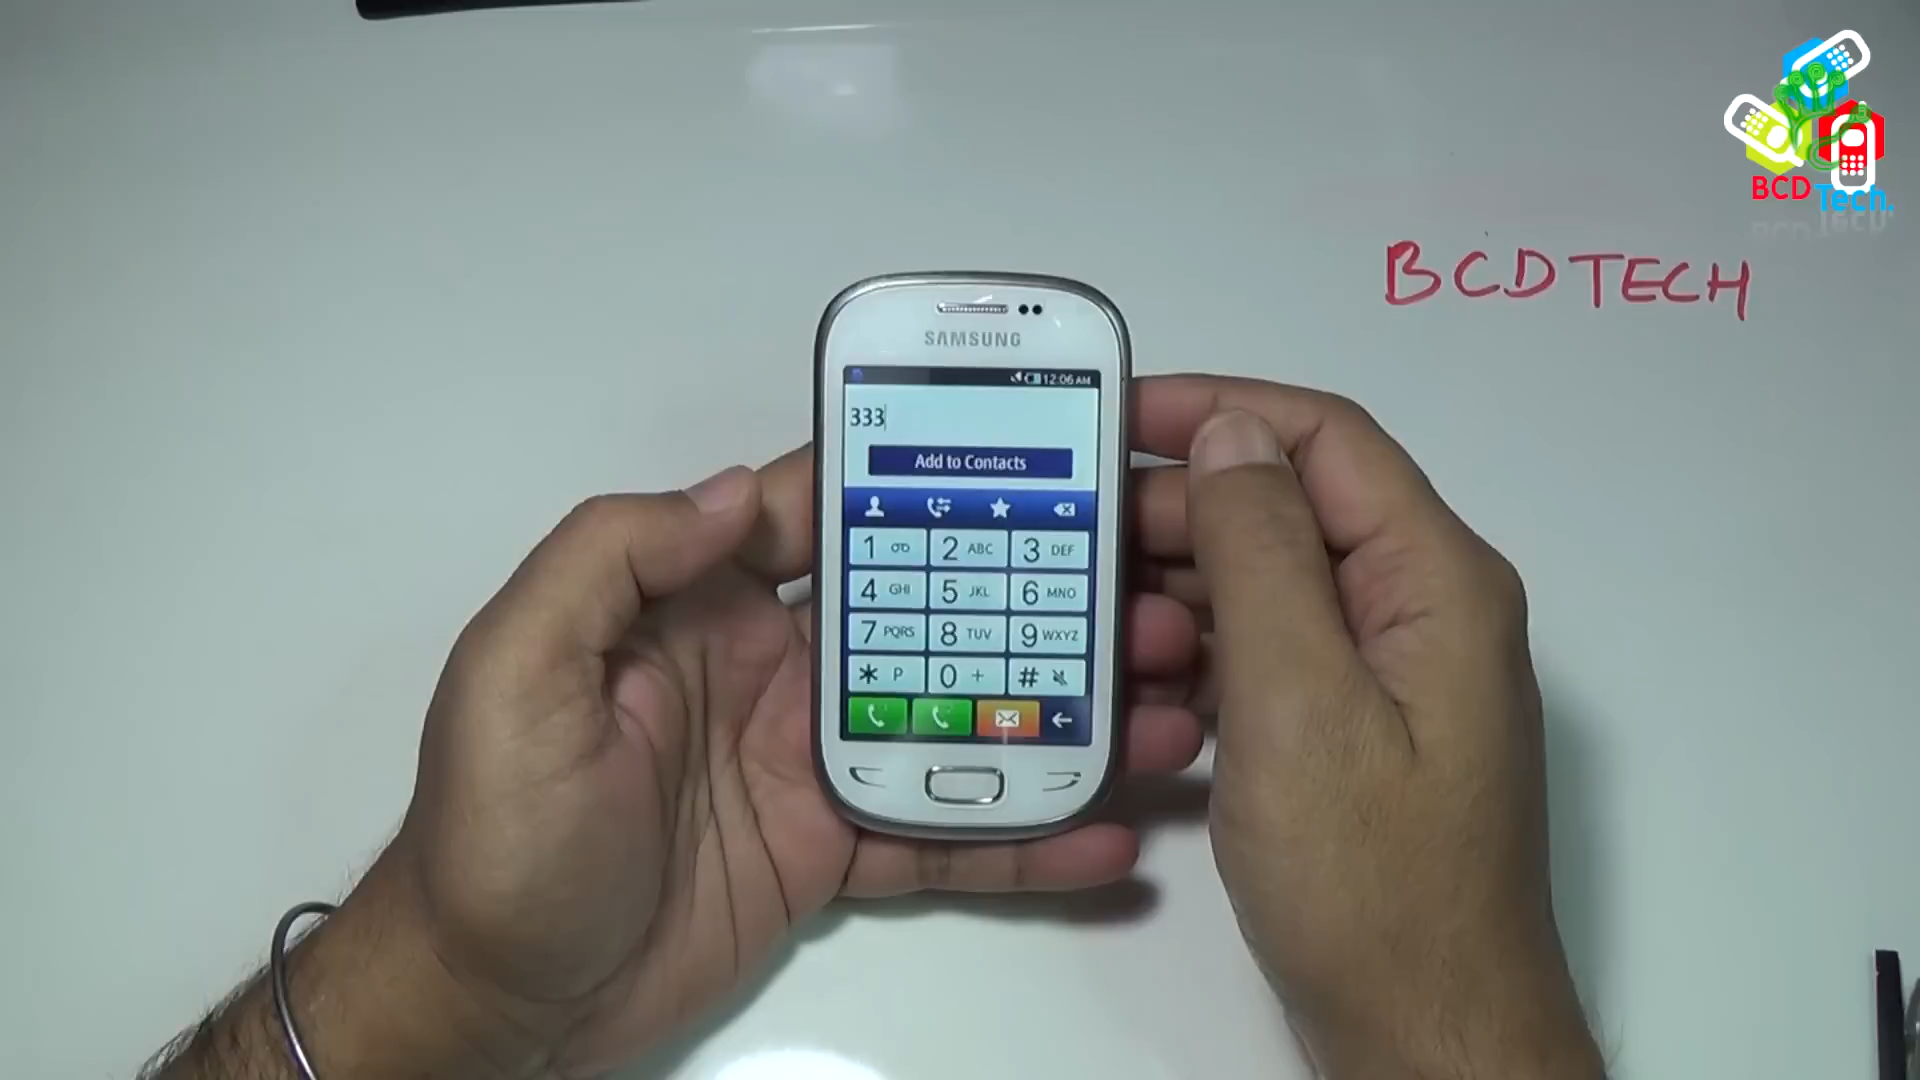 BCD Tech.
BCDTECH
SAMSUNG
12:06 AM
333
Add to Contacts
1
2 ABC
3 DEF
4 GHI
5 JKL
6 MNO
7 PQRS
8 TUV
9 WXYZ
* P
0 +
#